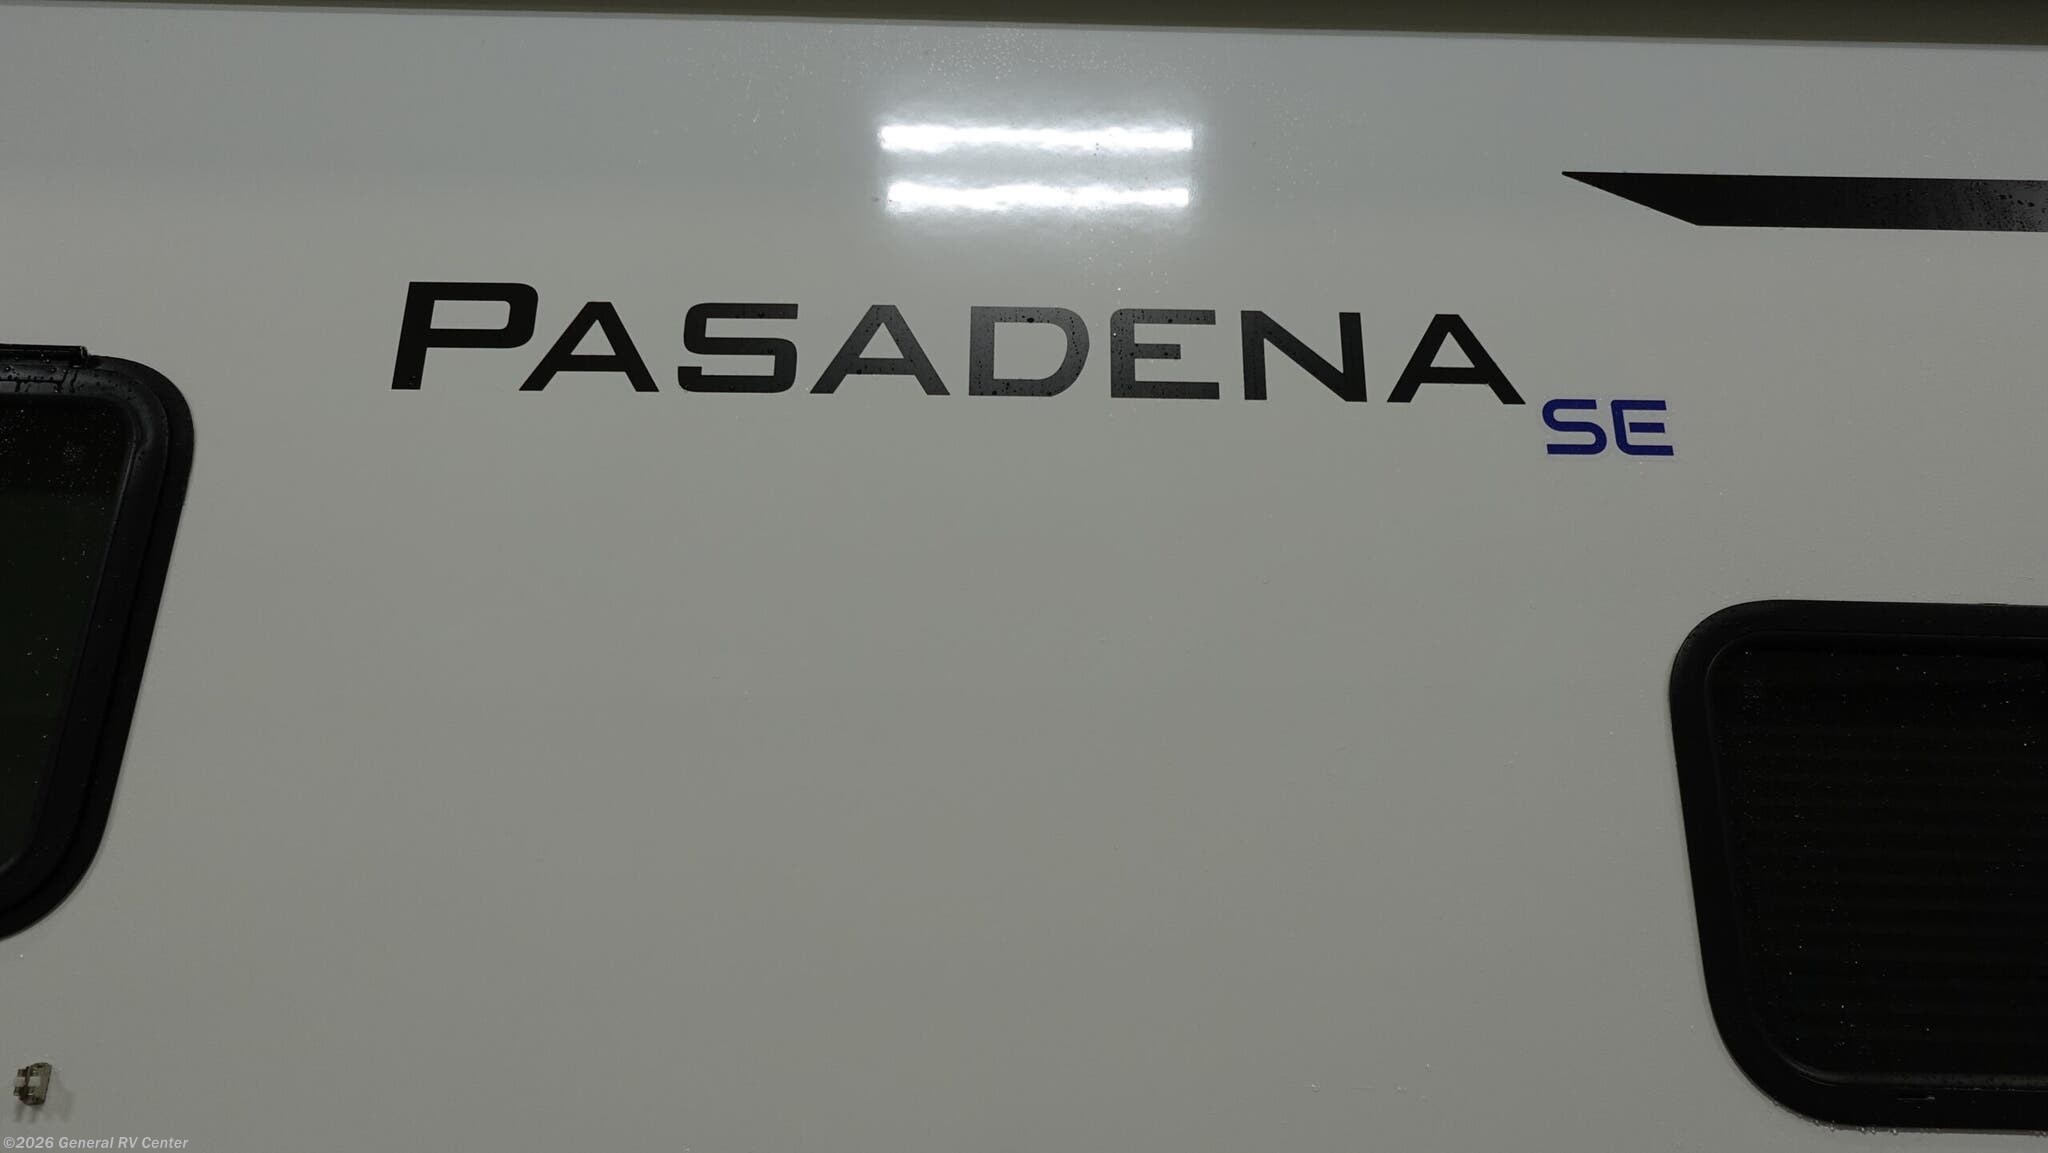 PASADENA
SE
©2026 General RV Center